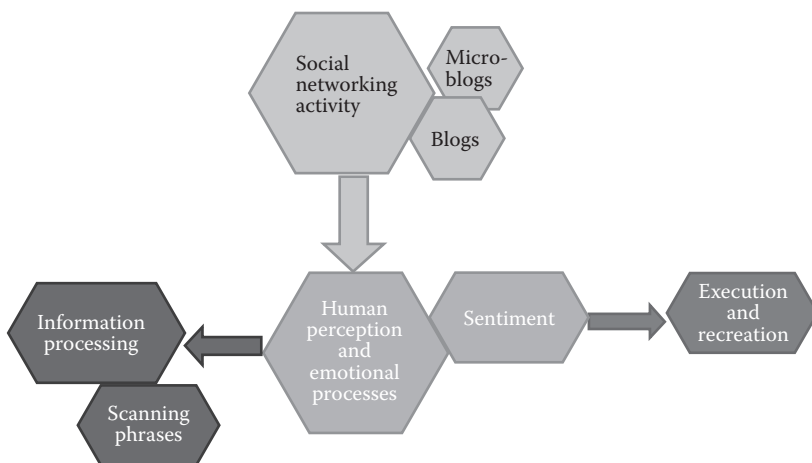 Social
networking
activity
Micro-
blogs
Blogs
Human
perception
and
emotional
processes
Sentiment
Execution
and
recreation
Information
processing
Scanning
phrases